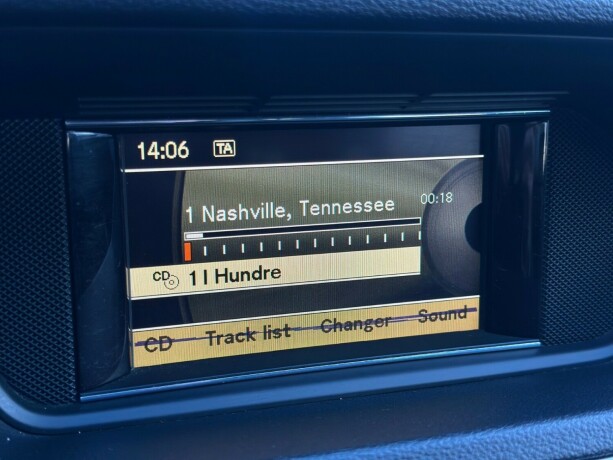 14:06 TA
1 Nashville, Tennessee 00:18
CD 1 I Hundre
CD Track list Changer Sound